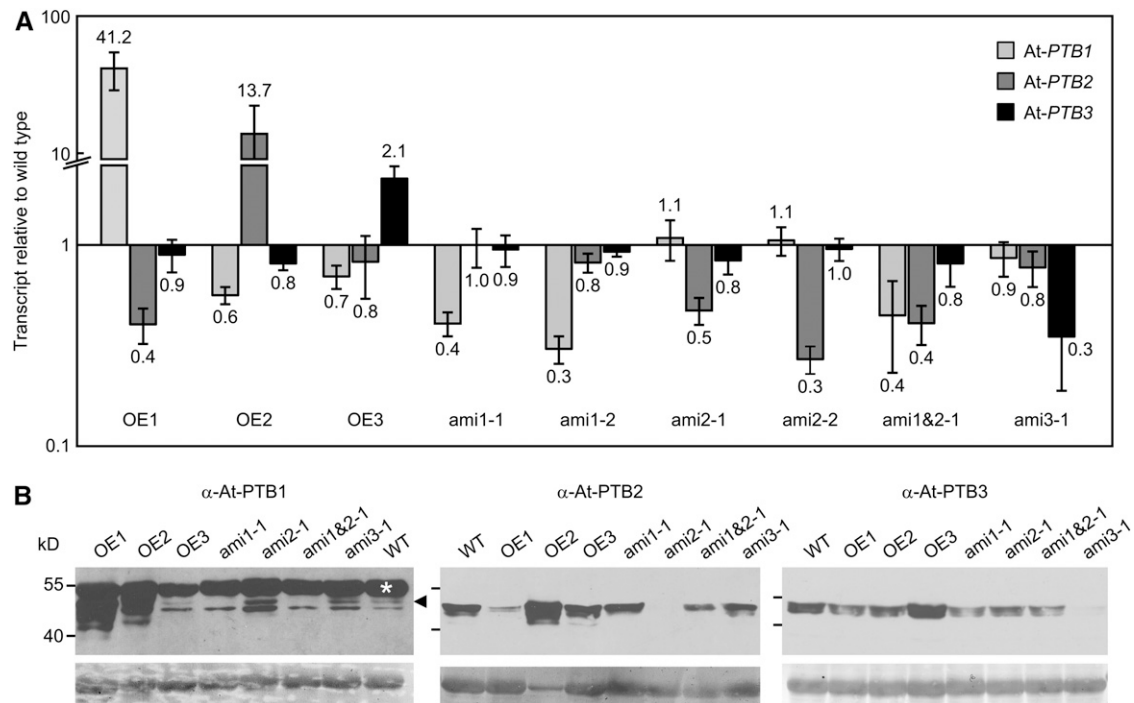 A
100
10
1
0.1
Transcript relative to wild type
At-PTB1
At-PTB2
At-PTB3
41.2
0.4
0.9
0.6
13.7
0.8
0.7
0.8
2.1
0.4
1.0
0.9
0.3
0.8
0.9
1.1
0.5
0.8
1.1
0.3
1.0
0.4
0.4
0.8
0.9
0.8
0.3
OE1 OE2 OE3 ami1-1 ami1-2 ami2-1 ami2-2 ami1&2-1 ami3-1
B
α-At-PTB1
kD
OE1 OE2 OE3 ami1-1 ami2-1 ami1&2-1 ami3-1 WT
55
40
*
α-At-PTB2
WT OE1 OE2 OE3 ami1-1 ami2-1 ami1&2-1 ami3-1
α-At-PTB3
WT OE1 OE2 OE3 ami1-1 ami2-1 ami1&2-1 ami3-1